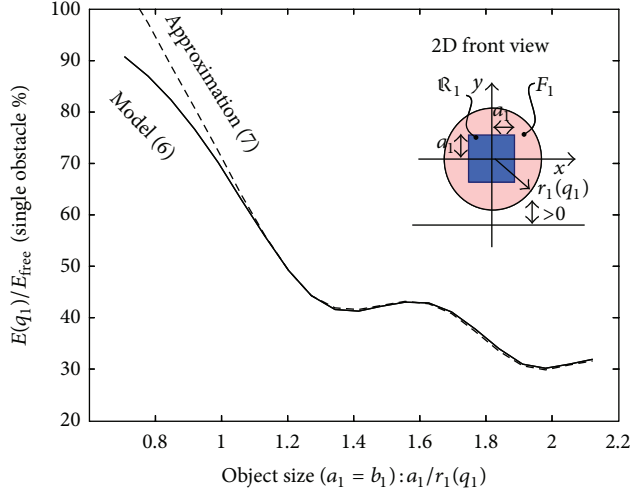 100
90
80
70
60
50
40
30
20
E(q₁)/E_free (single obstacle %)
Approximation (7)
Model (6)
2D front view
ℝ₁
y
F₁
a₁
a₁
x
r₁(q₁)
>0
0.8
1
1.2
1.4
1.6
1.8
2
2.2
Object size (a₁ = b₁) : a₁/r₁(q₁)